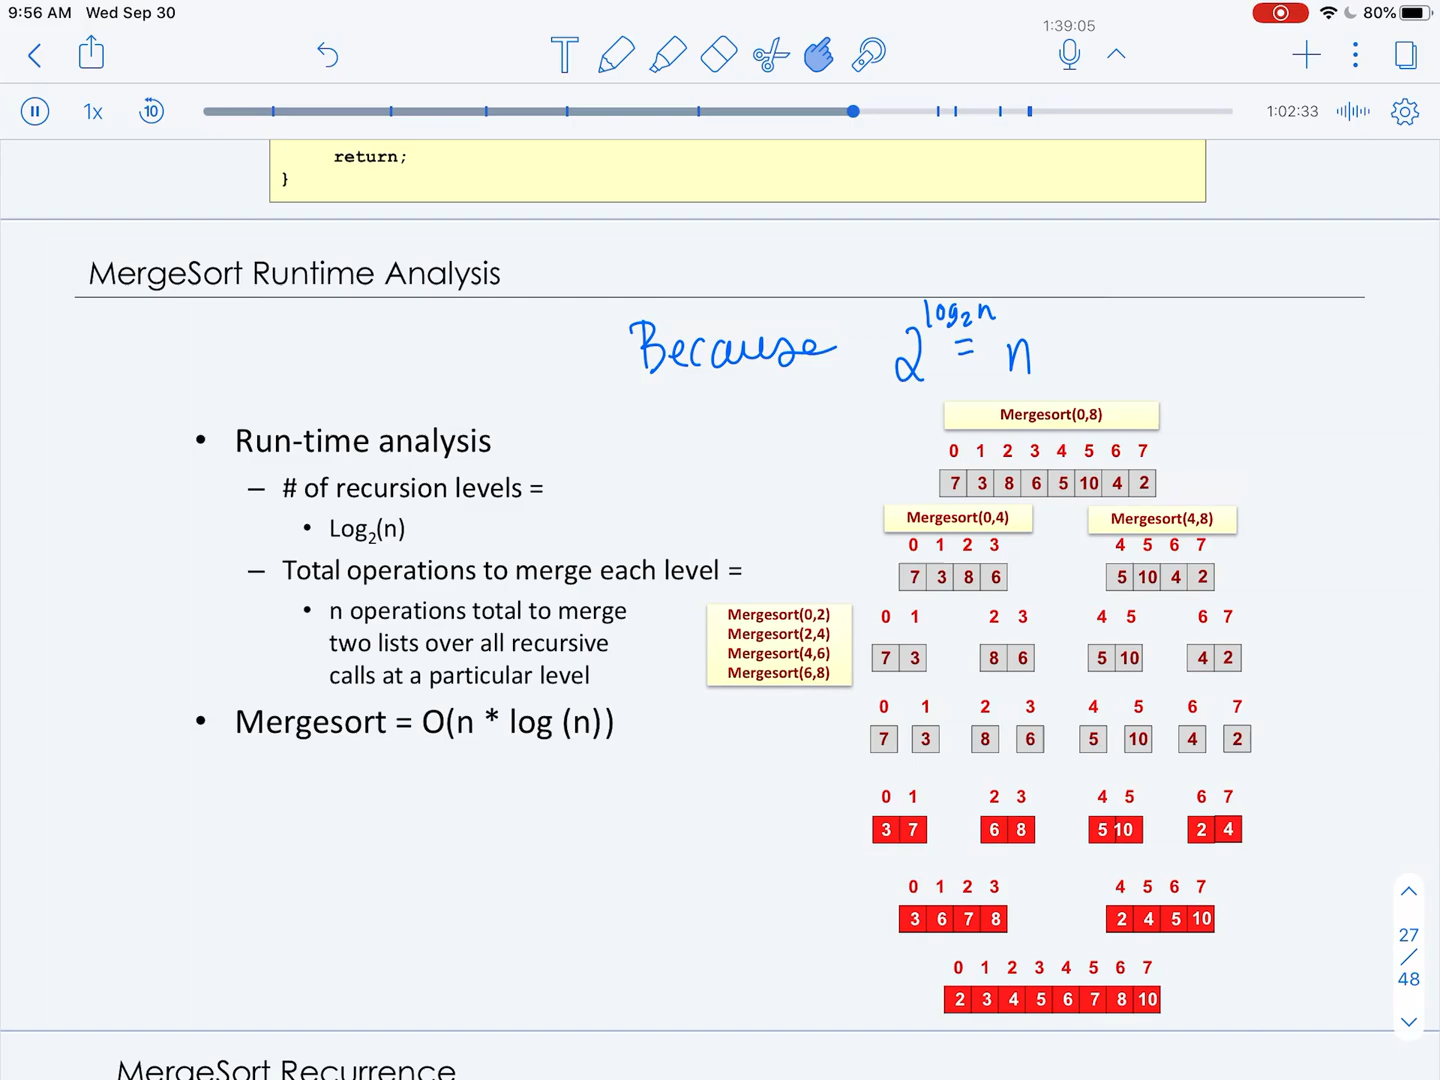 9:56 AM Wed Sep 30
80%
1:39:05
T
1x
10
1:02:33
return;
}
MergeSort Runtime Analysis
Because 2^log₂n = n
• Run-time analysis
– # of recursion levels =
• Log₂(n)
– Total operations to merge each level =
• n operations total to merge
two lists over all recursive
calls at a particular level
• Mergesort = O(n * log (n))
Mergesort(0,8)
0 1 2 3 4 5 6 7
7 3 8 6 5 10 4 2
Mergesort(0,4) Mergesort(4,8)
0 1 2 3 4 5 6 7
7 3 8 6 5 10 4 2
Mergesort(0,2)
Mergesort(2,4)
Mergesort(4,6)
Mergesort(6,8)
0 1 2 3 4 5 6 7
7 3 8 6 5 10 4 2
0 1 2 3 4 5 6 7
7 3 8 6 5 10 4 2
0 1 2 3 4 5 6 7
3 7 6 8 5 10 2 4
0 1 2 3 4 5 6 7
3 6 7 8 2 4 5 10
0 1 2 3 4 5 6 7
2 3 4 5 6 7 8 10
27
/
48
MergeSort Recurrence